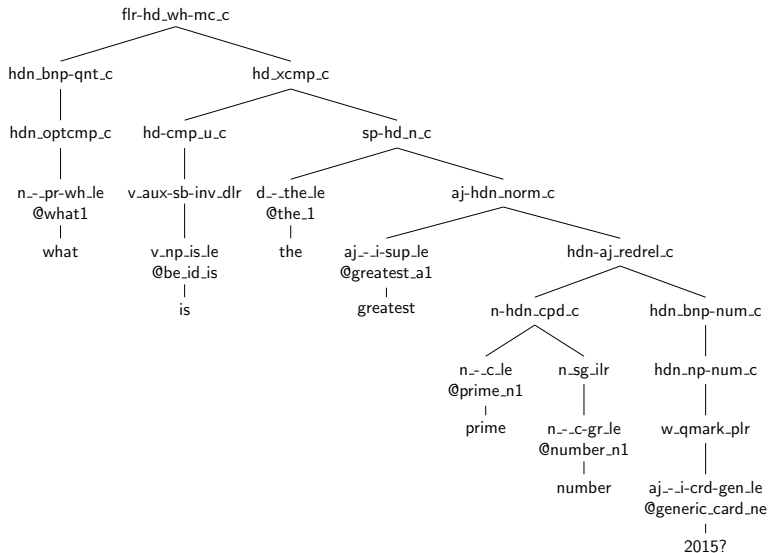 flr-hd_wh-mc_c
hdn_bnp-qnt_c hd_xcmp_c
hdn_optcmp_c hd-cmp_u_c sp-hd_n_c
n_-_pr-wh_le v_aux-sb-inv_dlr d_-_the_le aj-hdn_norm_c
@what1 @the_1
what v_np_is_le the aj_-_i-sup_le hdn-aj_redrel_c
@be_id_is @greatest_a1
is greatest n-hdn_cpd_c hdn_bnp-num_c
n_-_c_le n_sg_ilr hdn_np-num_c
@prime_n1
prime n_-_c-gr_le w_qmark_plr
@number_n1
number aj_-_i-crd-gen_le
@generic_card_ne
2015?